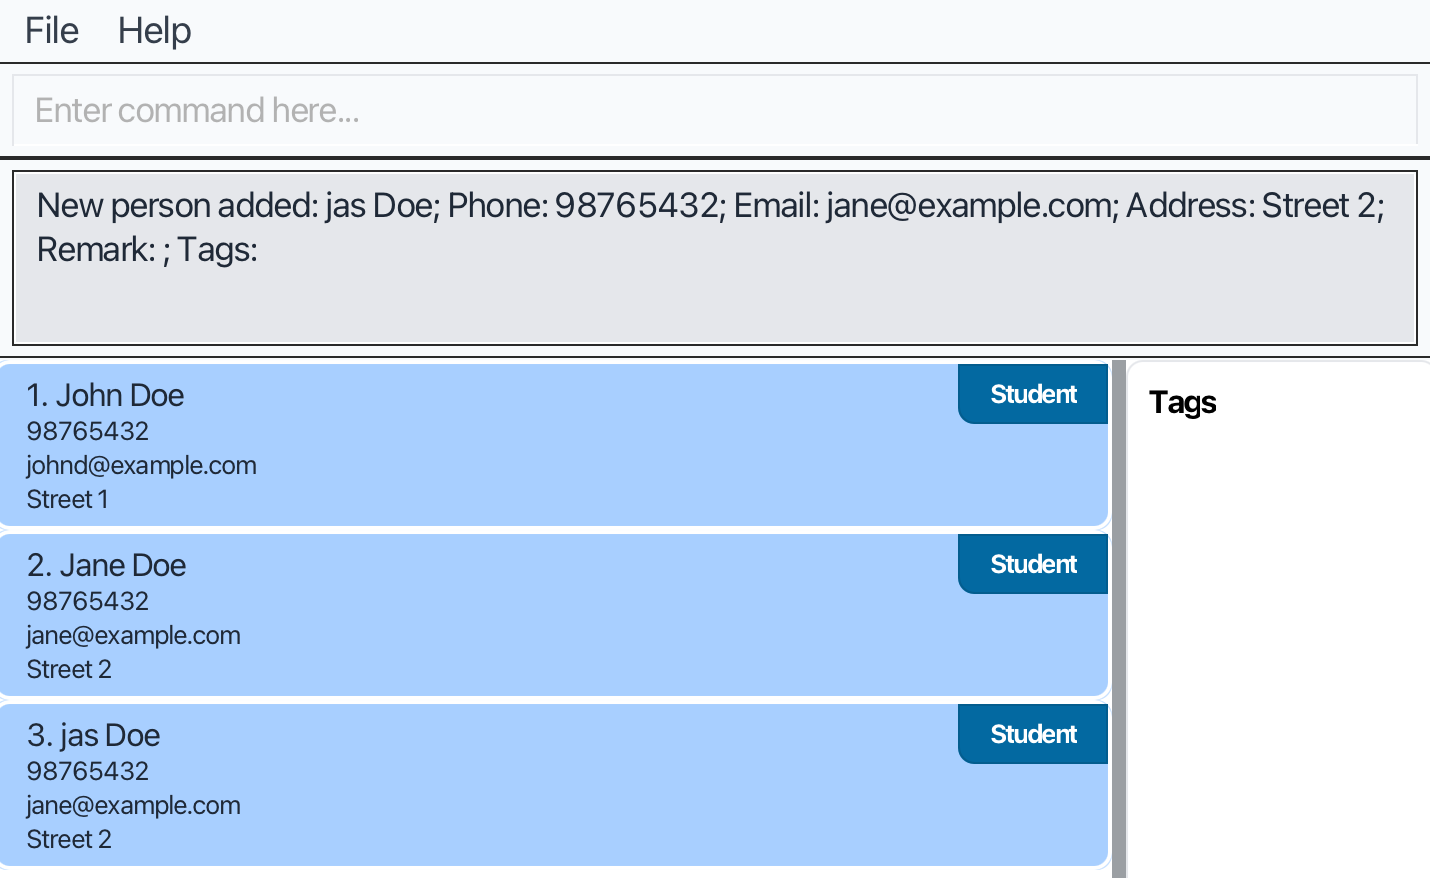 File Help
Enter command here...
New person added: jas Doe; Phone: 98765432; Email: jane@example.com; Address: Street 2;
Remark: ; Tags:
1. John Doe
Student
98765432
johnd@example.com
Street 1
2. Jane Doe
Student
98765432
jane@example.com
Street 2
3. jas Doe
Student
98765432
jane@example.com
Street 2
Tags